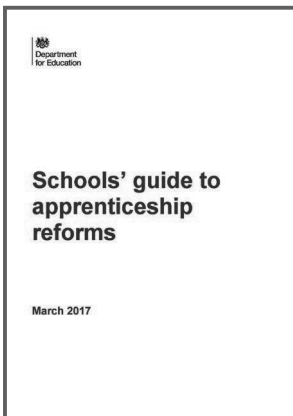 Department
for Education
Schools' guide to
apprenticeship
reforms
March 2017